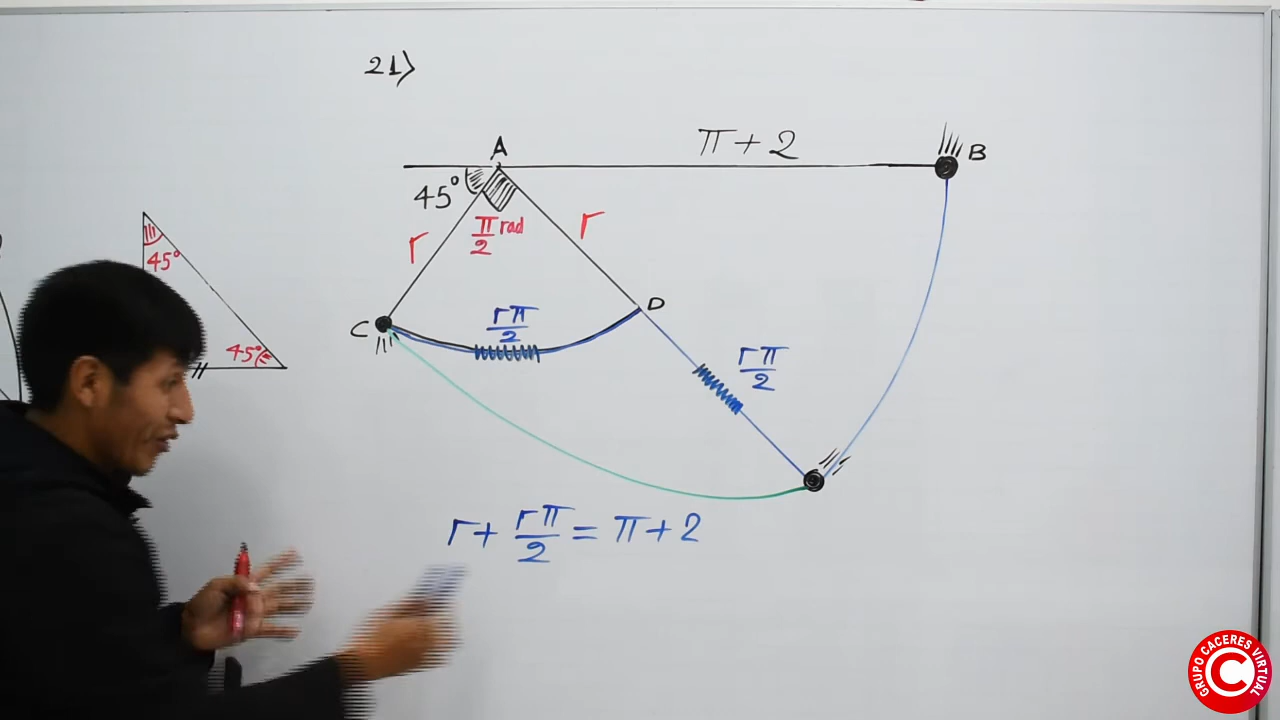 21)
A
π + 2
B
45°
π/2 rad
r
r
45°
C
rπ/2
D
45°
rπ/2
r + rπ/2 = π + 2
GRUPO CACERES VIRTUAL
C